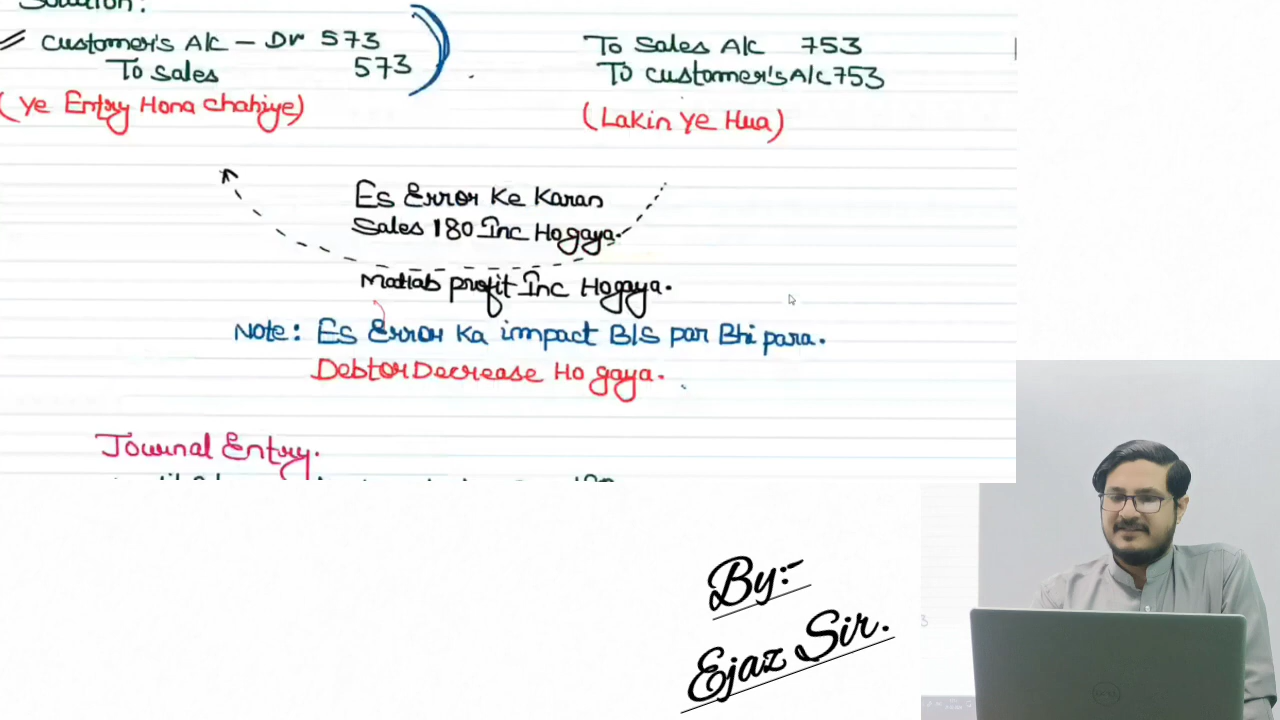 Solution:
Customer's A/c - Dr 573
To Sales 573
(Ye Entry Hona Chahiye)
To Sales A/c 753
To Customer's A/c 753
(Lakin Ye Hua)
Es Error Ke Karan
Sales 180 Inc Hogaya.
Matlab profit Inc Hogaya.
Note: Es Error Ka impact B/S par Bhi para.
Debtor Decrease Ho gaya.
Journal Entry.
By:-
Ejaz Sir.